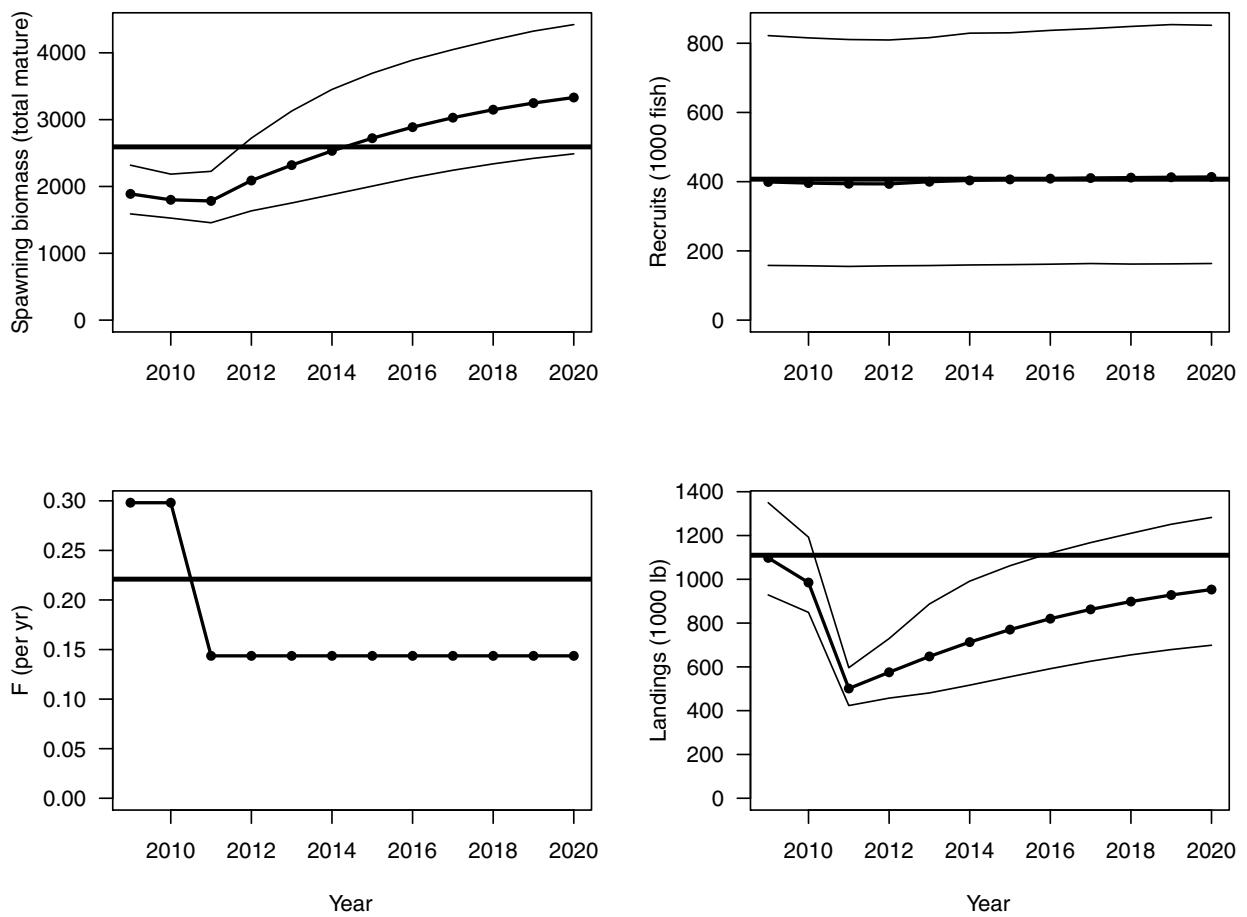 Spawning biomass (total mature)
4000
3000
2000
1000
0
2010 2012 2014 2016 2018 2020
Recruits (1000 fish)
800
600
400
200
0
2010 2012 2014 2016 2018 2020
F (per yr)
0.30
0.25
0.20
0.15
0.10
0.05
0.00
2010 2012 2014 2016 2018 2020
Year
Landings (1000 lb)
1400
1200
1000
800
600
400
200
0
2010 2012 2014 2016 2018 2020
Year